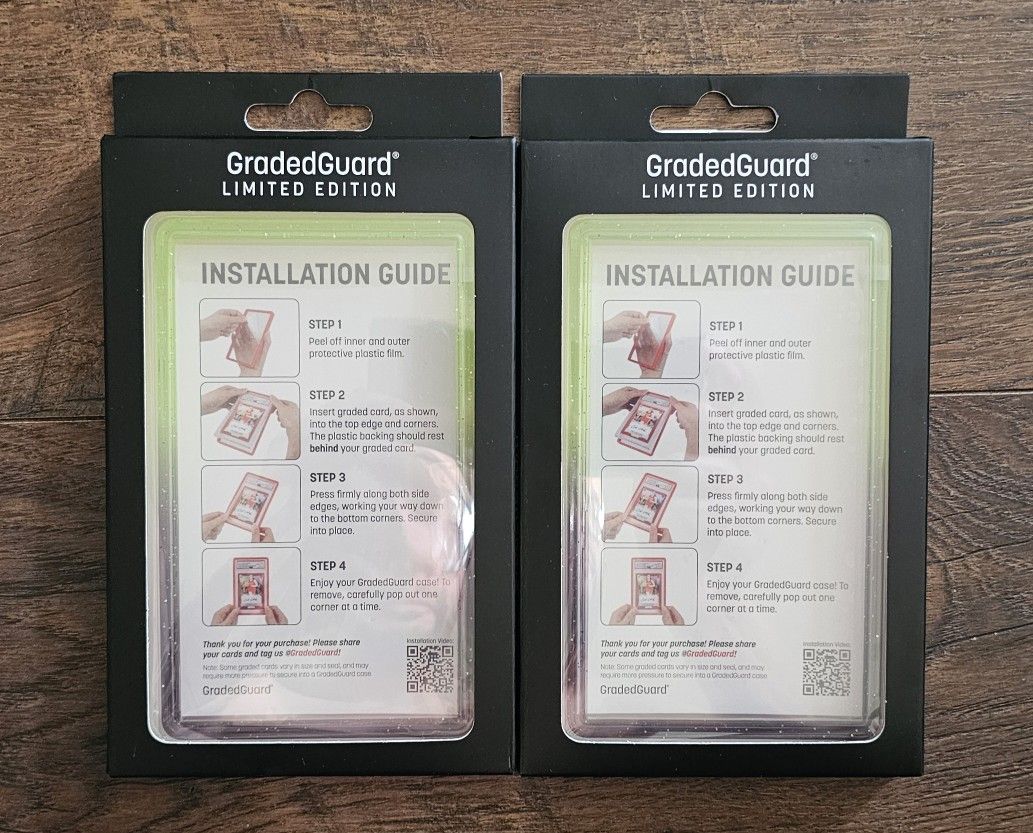 GradedGuard®
LIMITED EDITION
INSTALLATION GUIDE
STEP 1
Peel off inner and outer
protective plastic film.
STEP 2
Insert graded card, as shown,
into the top edge and corners.
The plastic backing should rest
behind your graded card.
STEP 3
Press firmly along both side
edges, working your way down
to the bottom corners. Secure
into place.
STEP 4
Enjoy your GradedGuard case! To
remove, carefully pop out one
corner at a time.
Thank you for your purchase! Please share
your cards and tag us #GradedGuard!
Installation Video:
Note: Some graded cards vary in size and seal, and may
require more pressure to secure into a GradedGuard case
GradedGuard®
GradedGuard®
LIMITED EDITION
INSTALLATION GUIDE
STEP 1
Peel off inner and outer
protective plastic film.
STEP 2
Insert graded card, as shown,
into the top edge and corners.
The plastic backing should rest
behind your graded card.
STEP 3
Press firmly along both side
edges, working your way down
to the bottom corners. Secure
into place.
STEP 4
Enjoy your GradedGuard case! To
remove, carefully pop out one
corner at a time.
Thank you for your purchase! Please share
your cards and tag us #GradedGuard!
Installation Video:
Note: Some graded cards vary in size and seal, and may
require more pressure to secure into a GradedGuard case
GradedGuard®